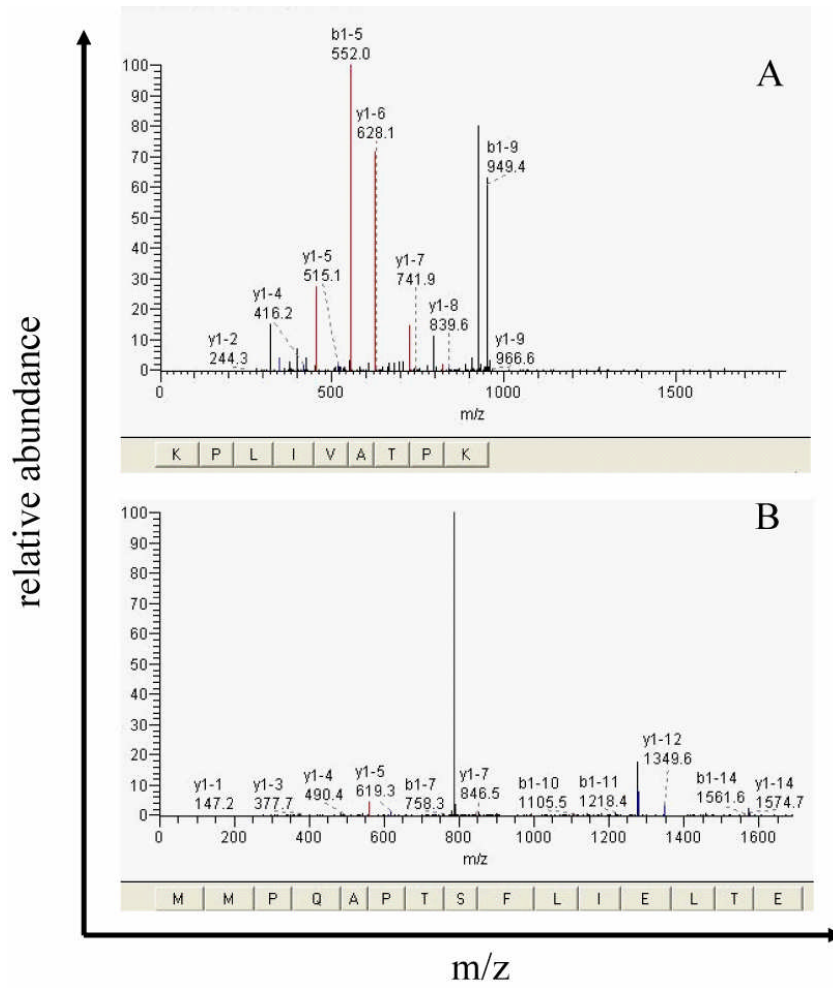 relative abundance
A
b1-5
552.0
y1-6
628.1
b1-9
949.4
y1-5
515.1
y1-7
741.9
y1-4
416.2
y1-8
839.6
y1-2
244.3
y1-9
966.6
100
90
80
70
60
50
40
30
20
10
0
0 500 1000 1500
m/z
K P L I V A T P K
B
y1-12
1349.6
y1-1
147.2
y1-3
377.7
y1-4
490.4
y1-5
619.3
b1-7
758.3
y1-7
846.5
b1-10
1105.5
b1-11
1218.4
b1-14
1561.6
y1-14
1574.7
100
90
80
70
60
50
40
30
20
10
0
0 200 400 600 800 1000 1200 1400 1600
m/z
M M P Q A P T S F L I E L T E
m/z